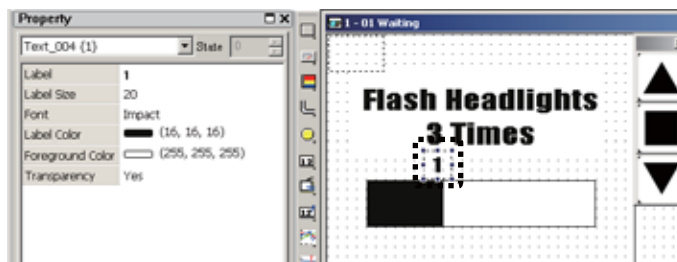 Property
Text_004 {1}
State 0
Label 1
Label Size 20
Font Impact
Label Color (16, 16, 16)
Foreground Color (255, 255, 255)
Transparency Yes
1 - 01 Waiting
Flash Headlights
3 Times
1